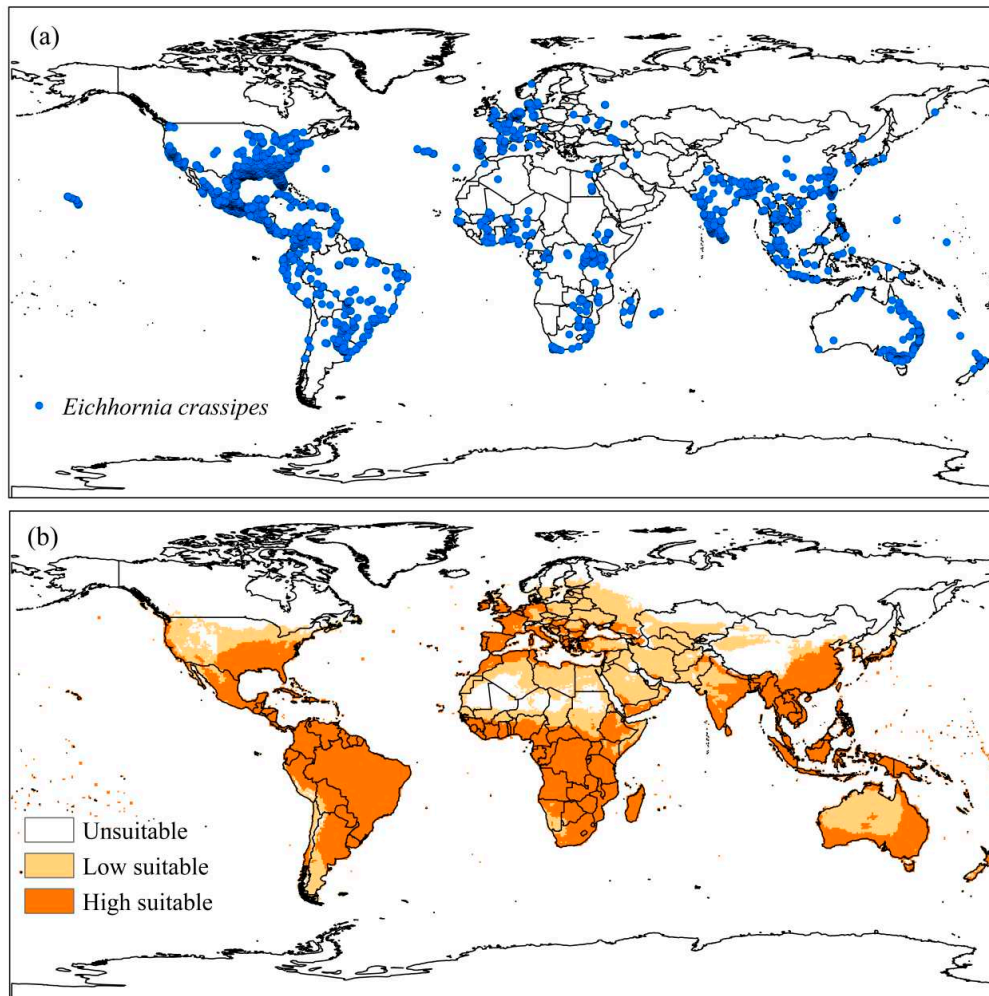 (a)
Eichhornia crassipes
(b)
Unsuitable
Low suitable
High suitable